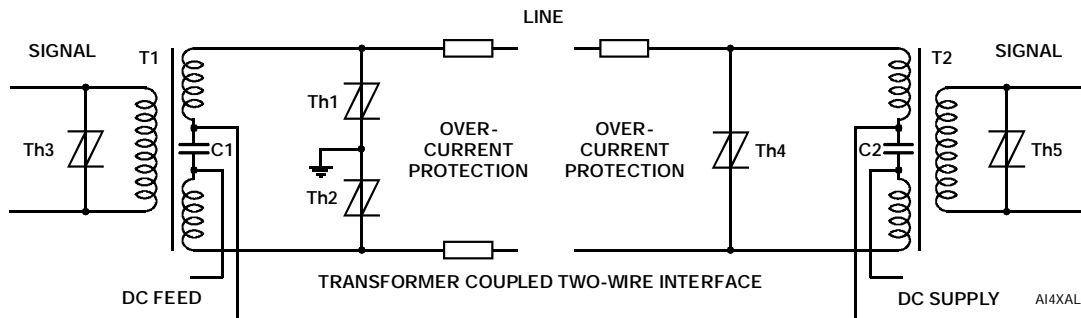 LINE
SIGNAL
T1
T2
SIGNAL
Th1
Th3
C1
OVER-
CURRENT
PROTECTION
OVER-
CURRENT
PROTECTION
Th4
C2
Th5
Th2
TRANSFORMER COUPLED TWO-WIRE INTERFACE
DC FEED
DC SUPPLY
AI4XAL